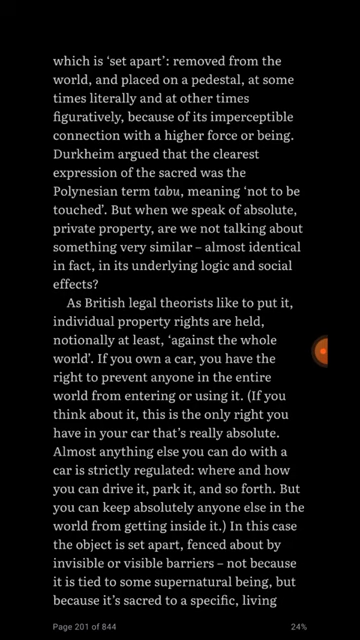 which is ‘set apart’: removed from the
world, and placed on a pedestal, at some
times literally and at other times
figuratively, because of its imperceptible
connection with a higher force or being.
Durkheim argued that the clearest
expression of the sacred was the
Polynesian term tabu, meaning ‘not to be
touched’. But when we speak of absolute,
private property, are we not talking about
something very similar – almost identical
in fact, in its underlying logic and social
effects?
As British legal theorists like to put it,
individual property rights are held,
notionally at least, ‘against the whole
world’. If you own a car, you have the
right to prevent anyone in the entire
world from entering or using it. (If you
think about it, this is the only right you
have in your car that’s really absolute.
Almost anything else you can do with a
car is strictly regulated: where and how
you can drive it, park it, and so forth. But
you can keep absolutely anyone else in the
world from getting inside it.) In this case
the object is set apart, fenced about by
invisible or visible barriers – not because
it is tied to some supernatural being, but
because it’s sacred to a specific, living
Page 201 of 844 24%